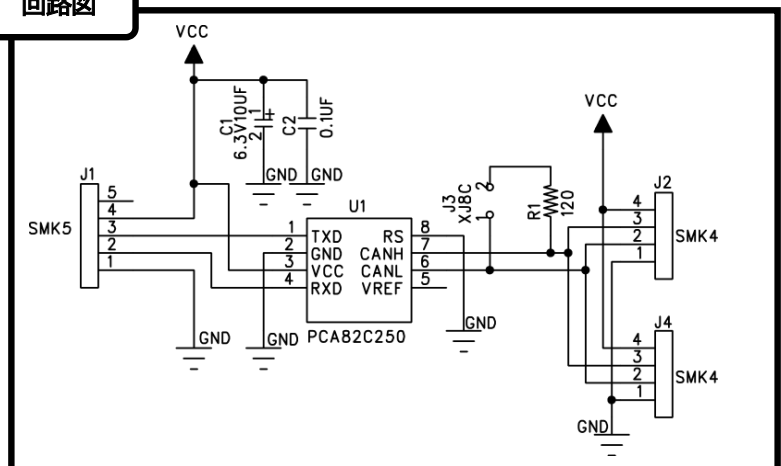 回路図
VCC
C1
6.3V10UF
1
+
2
C2
0.1UF
GND
GND
VCC
J1
5
4
3
2
1
SMK5
U1
1
2
3
4
TXD
GND
VCC
RXD
RS
CANH
CANL
VREF
8
7
6
5
PCA82C250
GND
GND
GND
J3
XJ8C
1
2
R1
120
J2
4
3
2
1
SMK4
J4
4
3
2
1
SMK4
GND